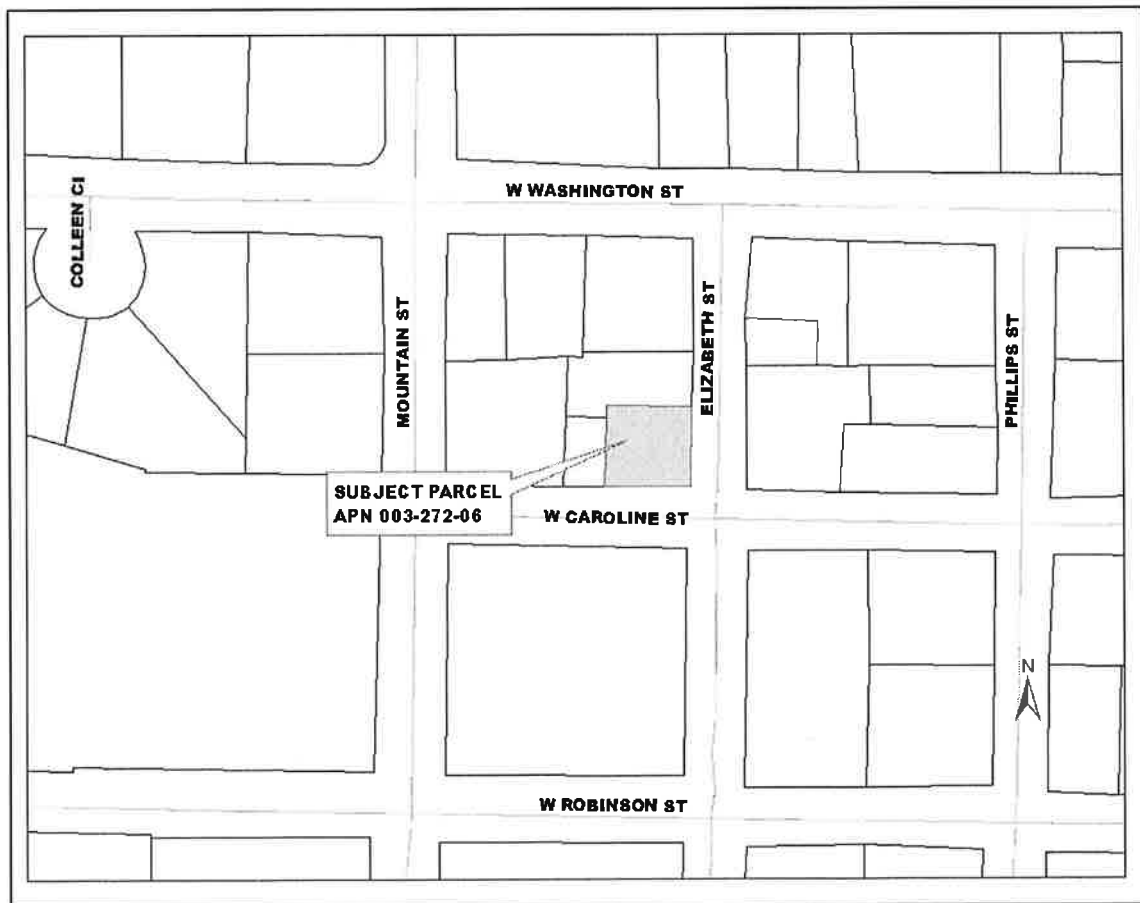 W WASHINGTON ST
COLLEEN CI
MOUNTAIN ST
ELIZABETH ST
PHILLIPS ST
SUBJECT PARCEL
APN 003-272-06
W CAROLINE ST
N
W ROBINSON ST